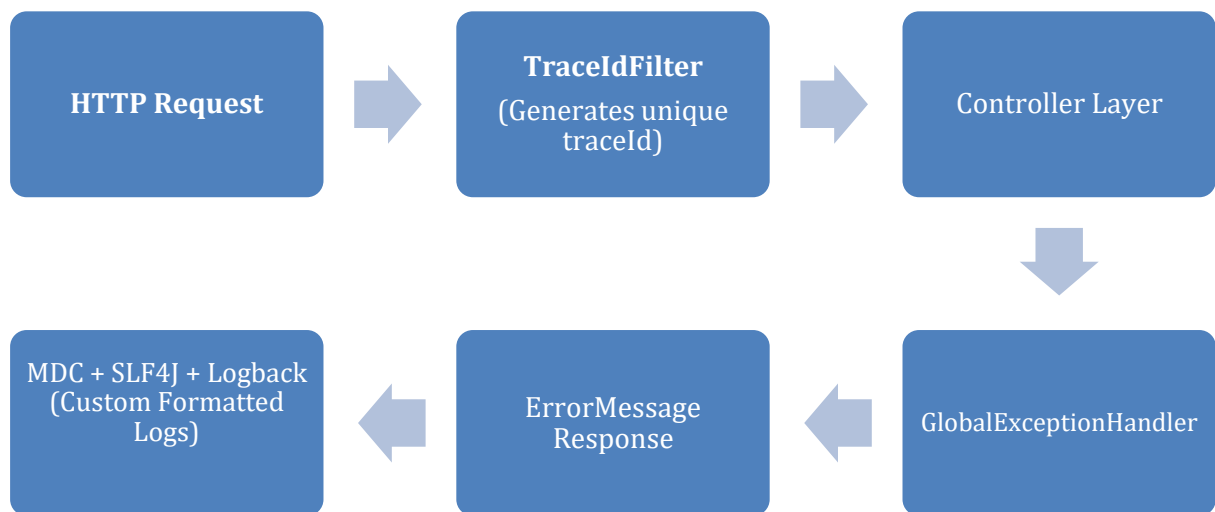 HTTP Request
TraceIdFilter
(Generates unique
traceId)
Controller Layer
GlobalExceptionHandler
ErrorMessage
Response
MDC + SLF4J + Logback
(Custom Formatted
Logs)